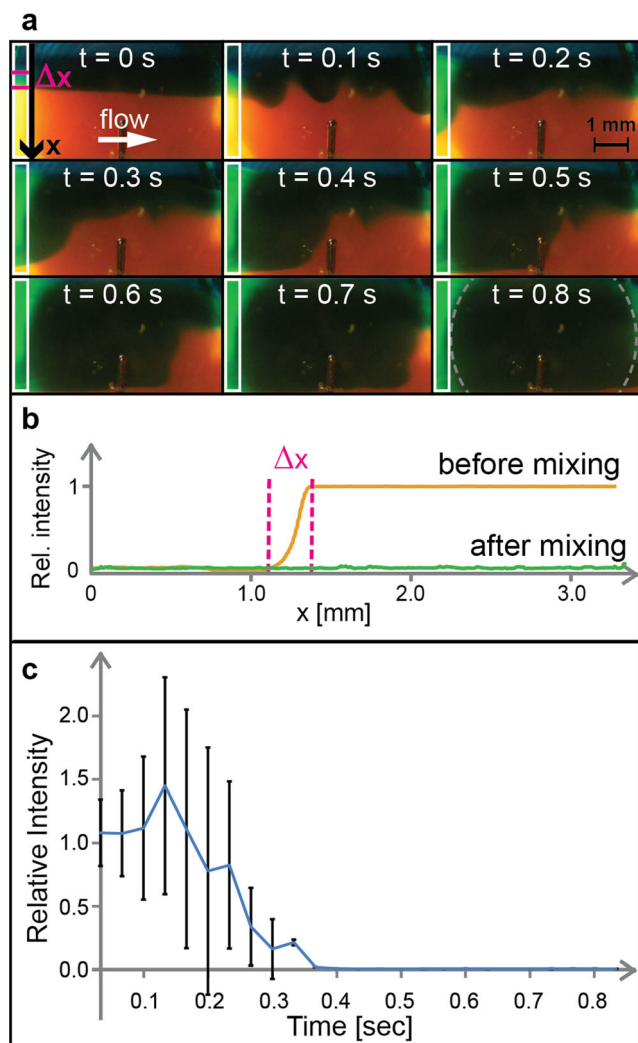 a
t = 0 s
t = 0.1 s
t = 0.2 s
Δx
flow
x
1 mm
t = 0.3 s
t = 0.4 s
t = 0.5 s
t = 0.6 s
t = 0.7 s
t = 0.8 s
b
Δx
before mixing
after mixing
Rel. intensity
1
0
0
1.0
2.0
3.0
x [mm]
c
Relative Intensity
2.0
1.5
1.0
0.5
0.0
0.1
0.2
0.3
0.4
0.5
0.6
0.7
0.8
Time [sec]